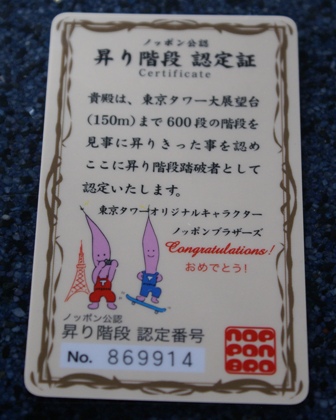 ノッポン公認
昇り階段 認定証
Certificate
貴殿は、東京タワー大展望台
(150m)まで600段の階段を
見事に昇りきった事を認め
ここに昇り階段踏破者として
認定いたします。
東京タワーオリジナルキャラクター
ノッポンブラザーズ
Congratulations!
おめでとう!
ノッポン公認
昇り階段 認定番号
No. 869914
NOP
PON
BRO